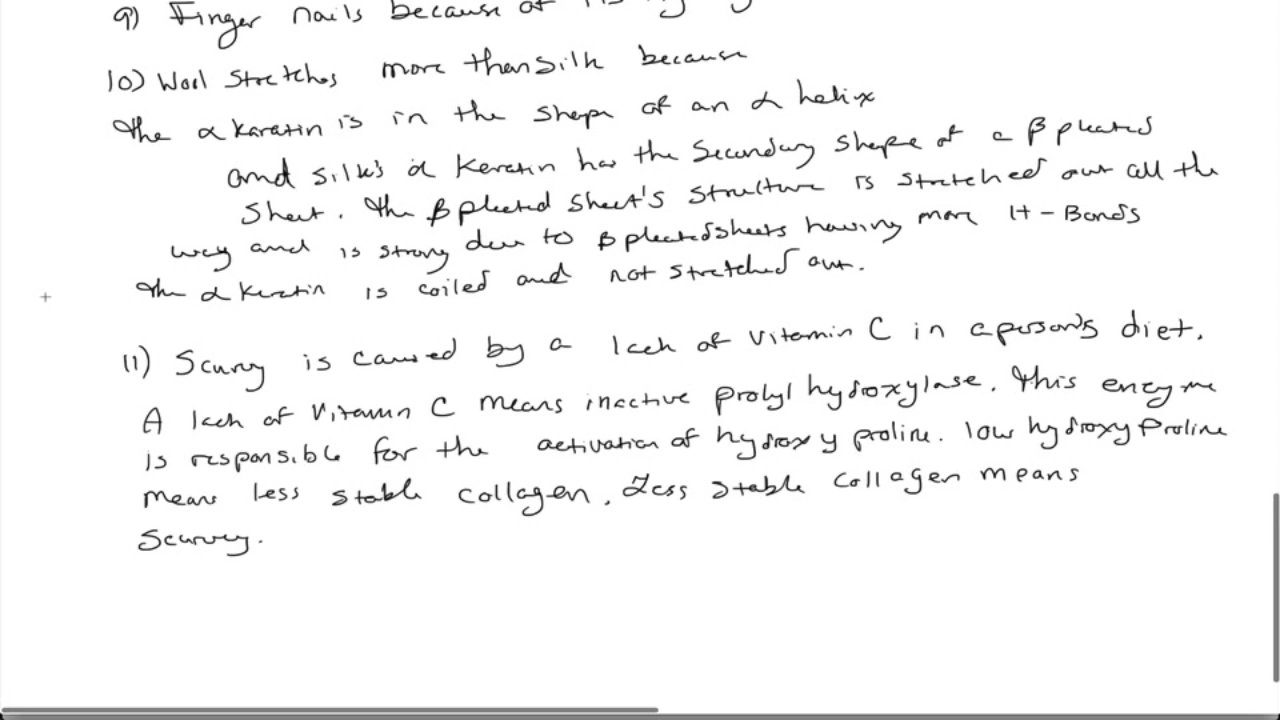 9) Finger nails because of
10) Wool stretches more than silk because
the α karatin is in the shape of an α helix
and silk's α keratin has the secondary shape of a β pleated
sheet. the β pleated sheet's structure is stretched out all the
way and is strong due to β pleated sheets having more H-Bonds
the α keratin is coiled and not stretched out.
11) Scurvy is caused by a lack of vitamin C in a person's diet.
A lack of vitamin C means inactive prolyl hydroxylase. This enzyme
is responsible for the activation of hydroxy proline. low hydroxy proline
means less stable collagen. Less stable collagen means
Scurvy.